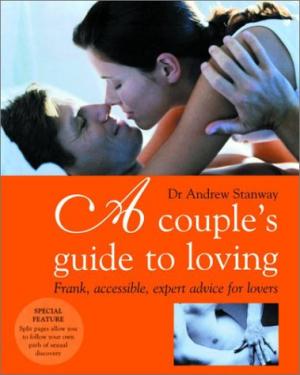 Dr Andrew Stanway
A couple's
guide to loving
Frank, accessible, expert advice for lovers
SPECIAL
FEATURE
Split pages allow you
to follow your own
path of sexual
discovery